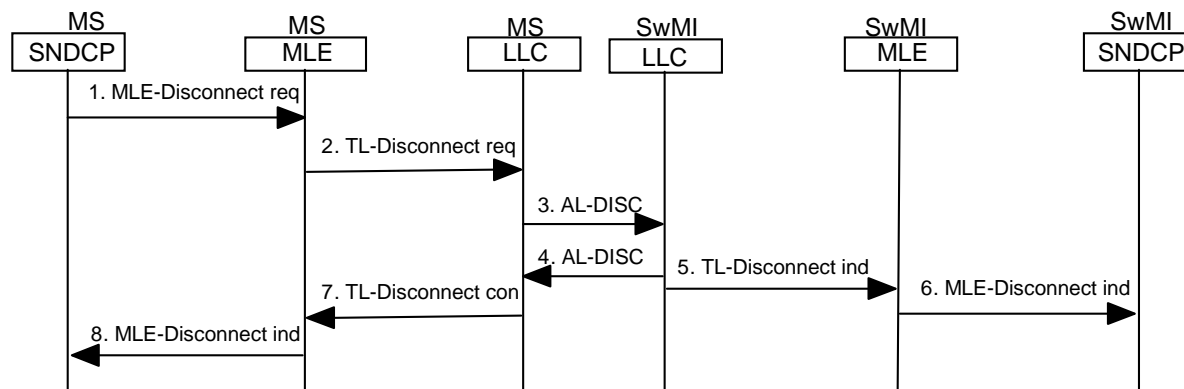 MS
MS
MS
SwMI
SwMI
SwMI
SNDCP
MLE
LLC
LLC
MLE
SNDCP
1. MLE-Disconnect req
2. TL-Disconnect req
3. AL-DISC
4. AL-DISC
5. TL-Disconnect ind
6. MLE-Disconnect ind
7. TL-Disconnect con
8. MLE-Disconnect ind